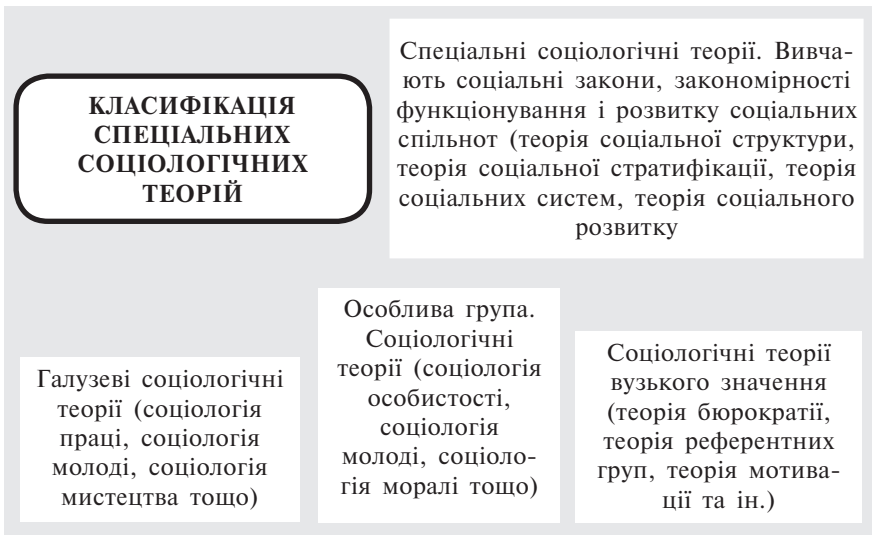 КЛАСИФІКАЦІЯ
СПЕЦІАЛЬНИХ
СОЦІОЛОГІЧНИХ
ТЕОРІЙ
Спеціальні соціологічні теорії. Вивча-
ють соціальні закони, закономірності
функціонування і розвитку соціальних
спільнот (теорія соціальної структури,
теорія соціальної стратифікації, теорія
соціальних систем, теорія соціального
розвитку
Галузеві соціологічні
теорії (соціологія
праці, соціологія
молоді, соціологія
мистецтва тощо)
Особлива група.
Соціологічні
теорії (соціологія
особистості,
соціологія
молоді, соціоло-
гія моралі тощо)
Соціологічні теорії
вузького значення
(теорія бюрократії,
теорія референтних
груп, теорія мотива-
ції та ін.)